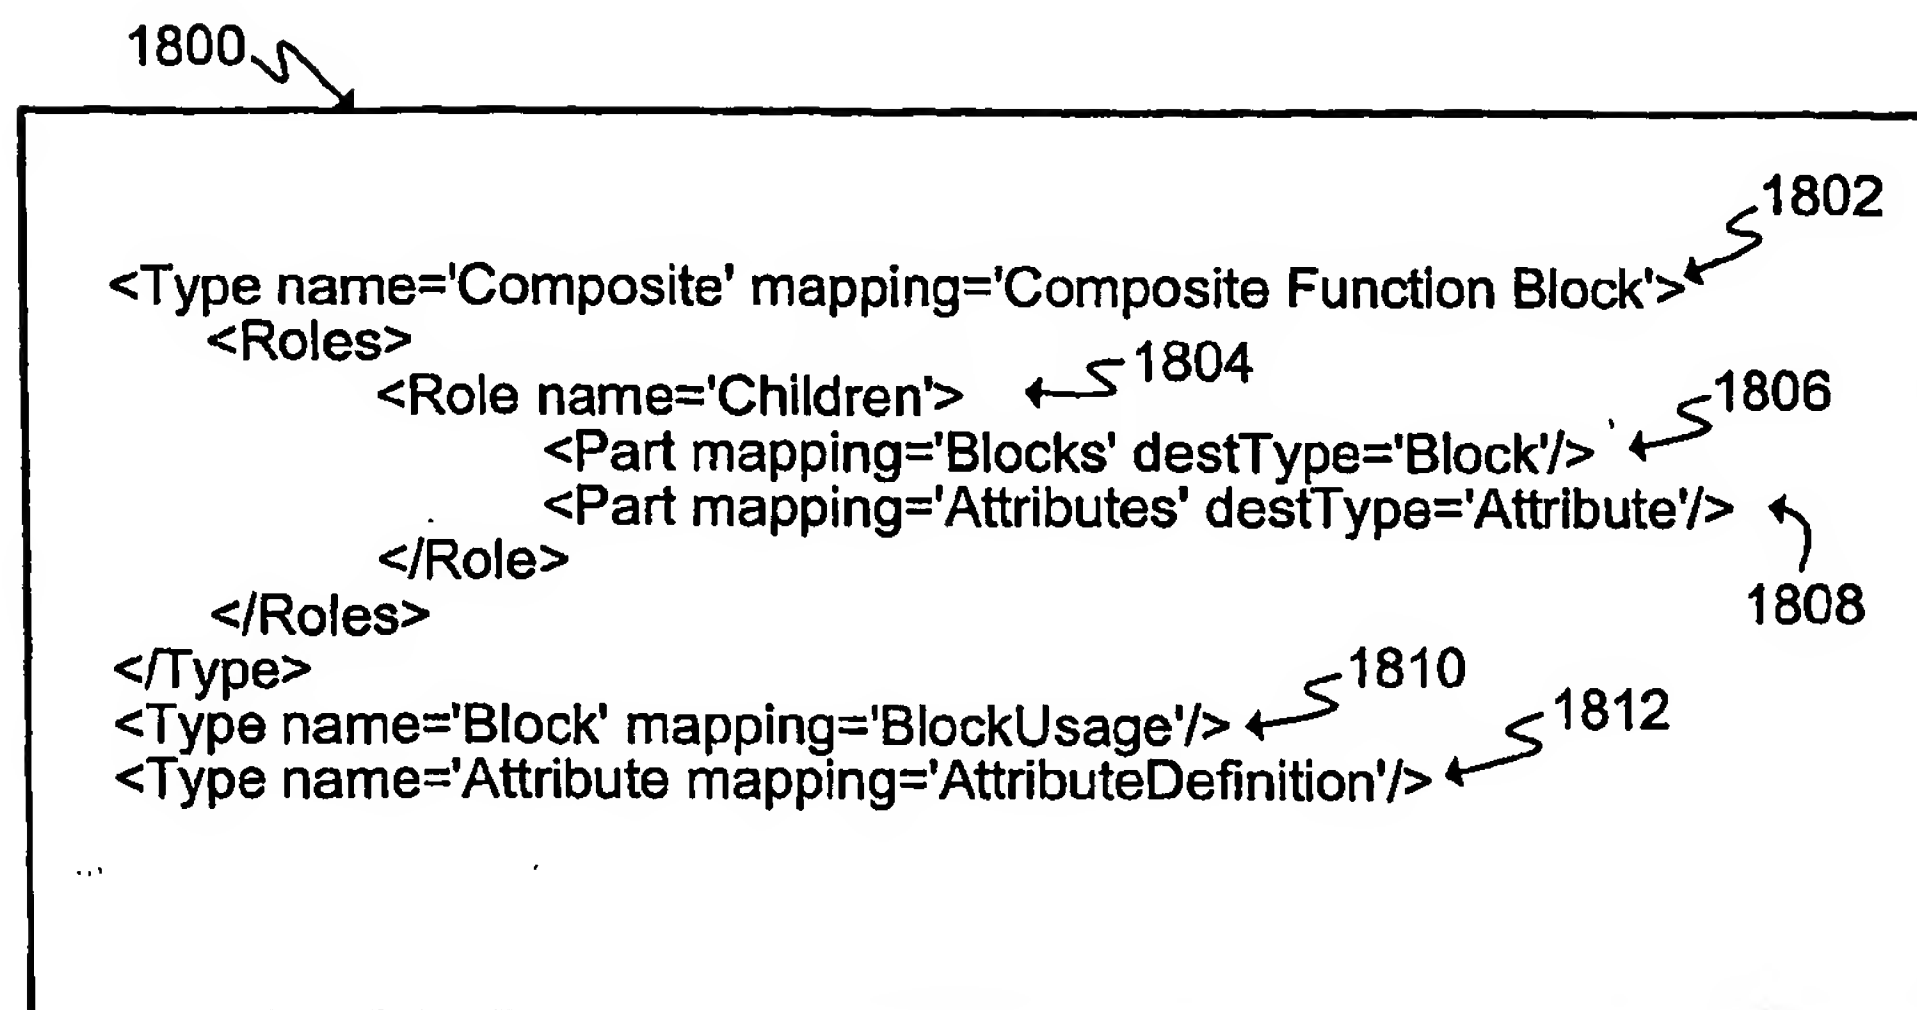 1800
1802
<Type name='Composite' mapping='Composite Function Block'>
<Roles>
1804
<Role name='Children'>
1806
<Part mapping='Blocks' destType='Block'/>
<Part mapping='Attributes' destType='Attribute'/>
</Role>
1808
</Roles>
</Type>
1810
<Type name='Block' mapping='BlockUsage'/>
1812
<Type name='Attribute mapping='AttributeDefinition'/>
...